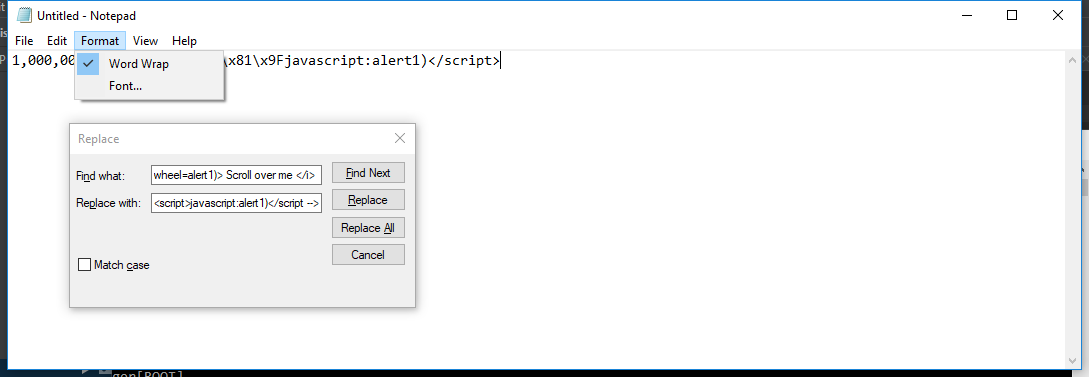 Untitled - Notepad
File Edit Format View Help
1,000,00 \x81\x9Fjavascript:alert1)</script>
Word Wrap
Font...
Replace
Find what: wheel=alert1)> Scroll over me </i> Find Next
Replace with: <script>javascript:alert1)</script --> Replace
Replace All
Cancel
Match case
gen[ROOT]